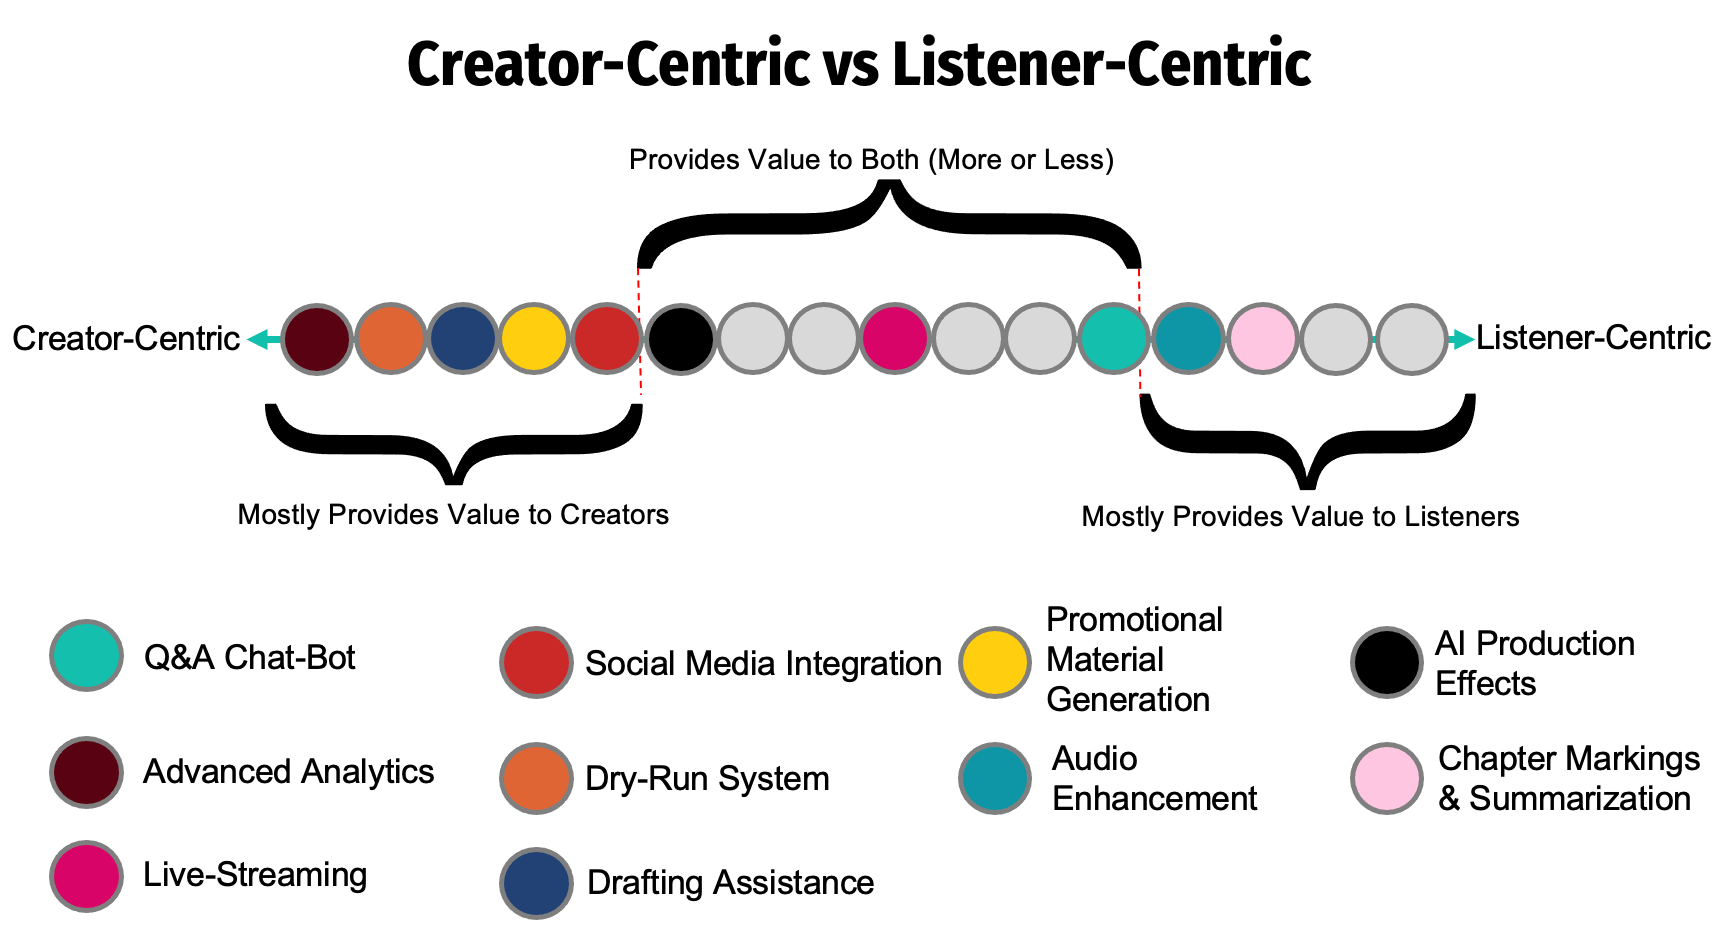 Creator-Centric vs Listener-Centric
Provides Value to Both (More or Less)
Creator-Centric
Listener-Centric
Mostly Provides Value to Creators
Mostly Provides Value to Listeners
Q&A Chat-Bot
Social Media Integration
Promotional
Material
Generation
AI Production
Effects
Advanced Analytics
Dry-Run System
Audio
Enhancement
Chapter Markings
& Summarization
Live-Streaming
Drafting Assistance